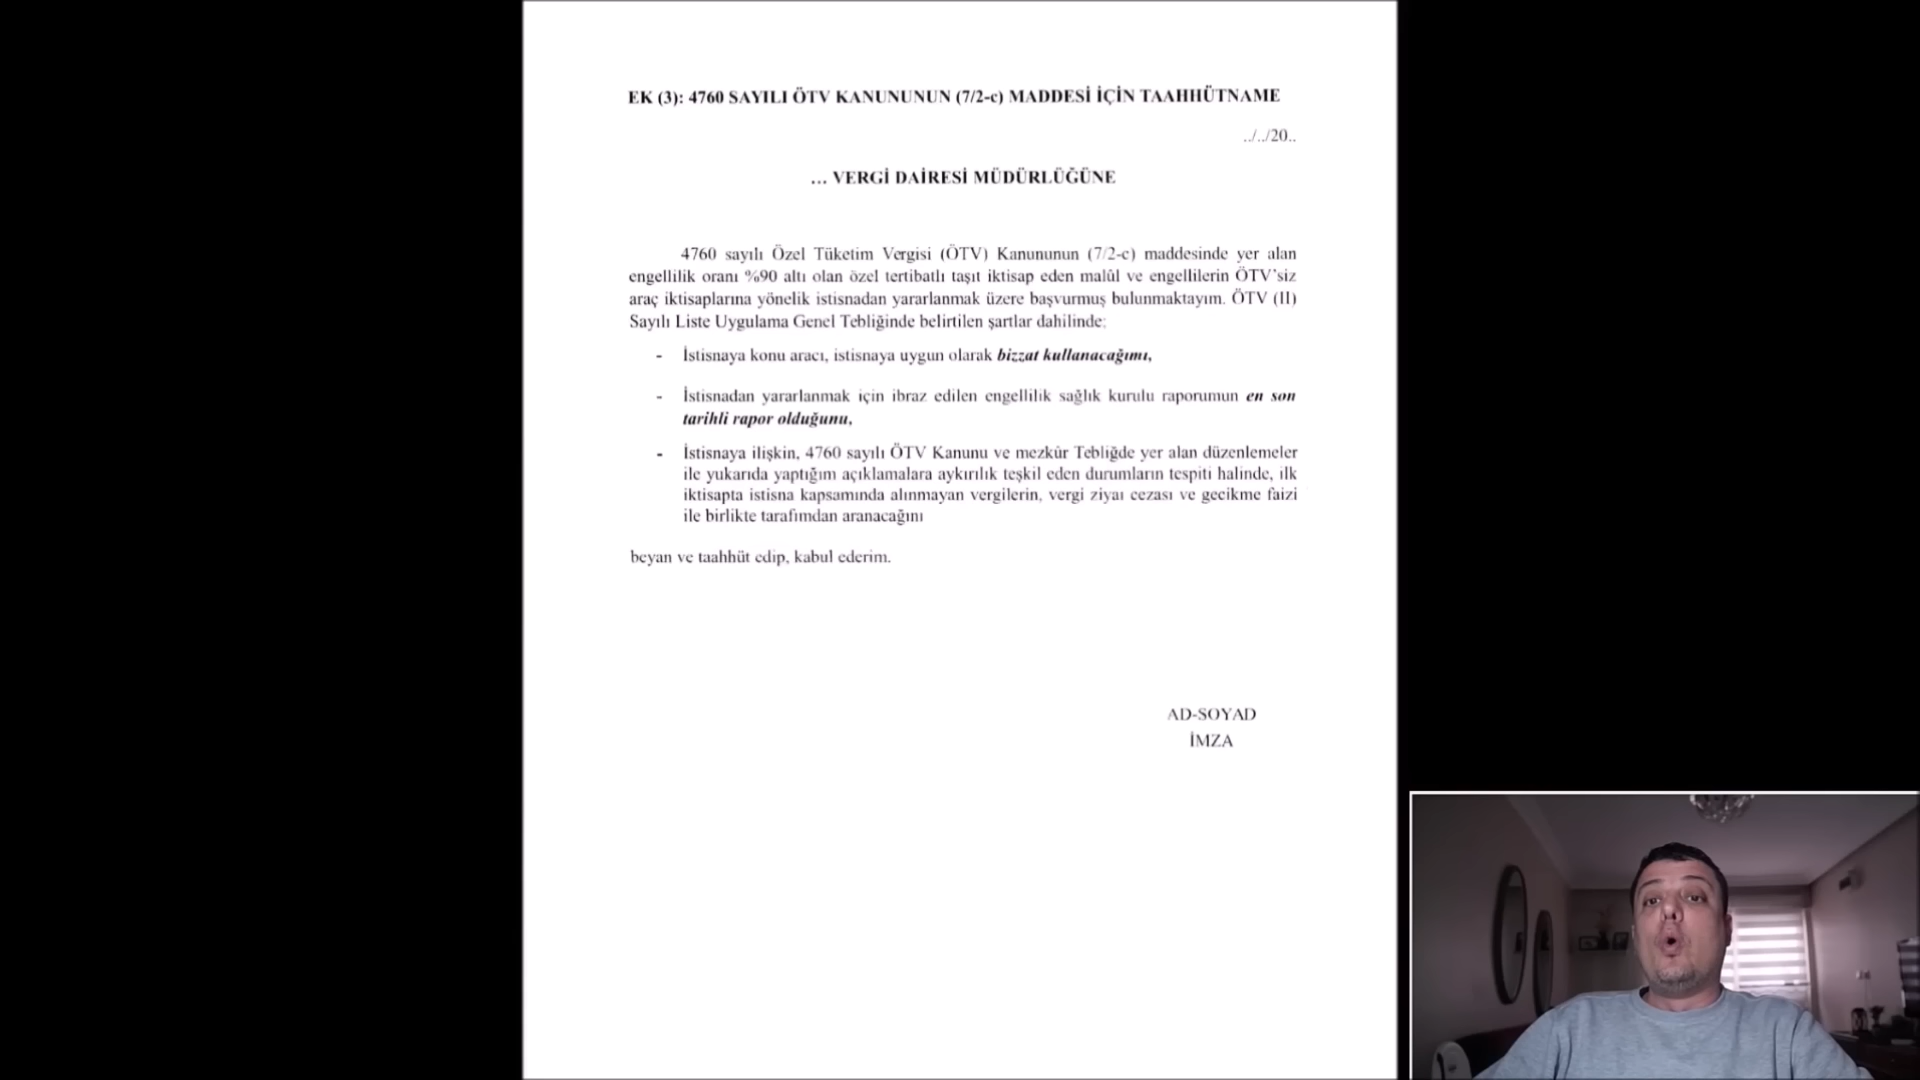 EK (3): 4760 SAYILI ÖTV KANUNUNUN (7/2-c) MADDESİ İÇİN TAAHHÜTNAME
../../20..
... VERGİ DAİRESİ MÜDÜRLÜĞÜNE
4760 sayılı Özel Tüketim Vergisi (ÖTV) Kanununun (7/2-c) maddesinde yer alan
engellilik oranı %90 altı olan özel tertibatlı taşıt iktisap eden malûl ve engellilerin ÖTV'siz
araç iktisaplarına yönelik istisnadan yararlanmak üzere başvurmuş bulunmaktayım. ÖTV (II)
Sayılı Liste Uygulama Genel Tebliğinde belirtilen şartlar dahilinde;
- İstisnaya konu aracı, istisnaya uygun olarak bizzat kullanacağımı,
- İstisnadan yararlanmak için ibraz edilen engellilik sağlık kurulu raporumun en son
tarihli rapor olduğunu,
- İstisnaya ilişkin, 4760 sayılı ÖTV Kanunu ve mezkûr Tebliğde yer alan düzenlemeler
ile yukarıda yaptığım açıklamalara aykırılık teşkil eden durumların tespiti halinde, ilk
iktisapta istisna kapsamında alınmayan vergilerin, vergi ziyaı cezası ve gecikme faizi
ile birlikte tarafımdan aranacağını
beyan ve taahhüt edip, kabul ederim.
AD-SOYAD
İMZA